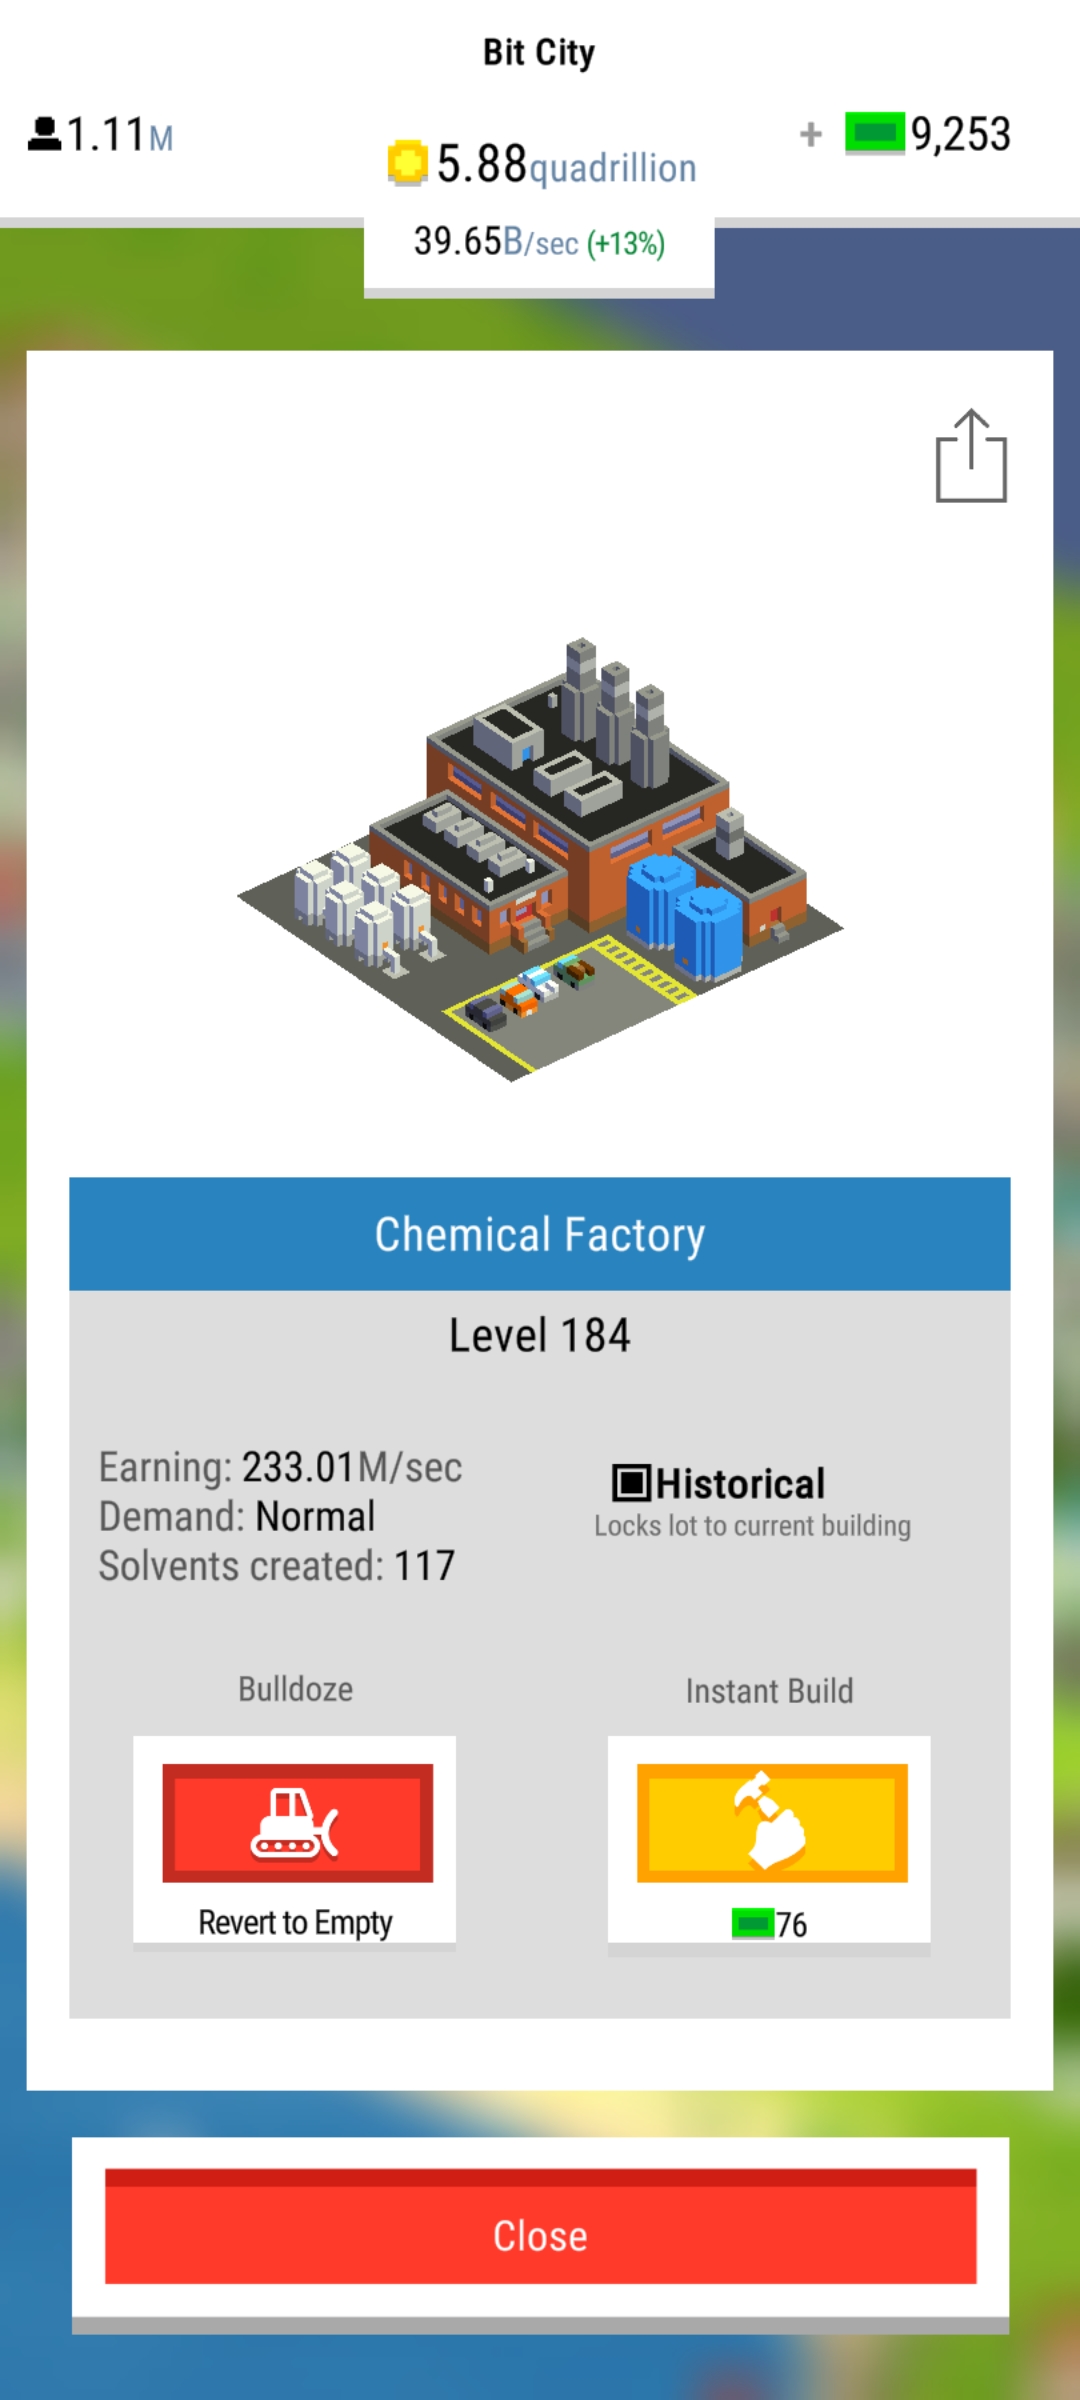 Bit City
1.11M
5.88quadrillion
+ 9,253
39.65B/sec (+13%)
Chemical Factory
Level 184
Earning: 233.01M/sec
Demand: Normal
Solvents created: 117
Historical
Locks lot to current building
Bulldoze
Revert to Empty
Instant Build
76
Close